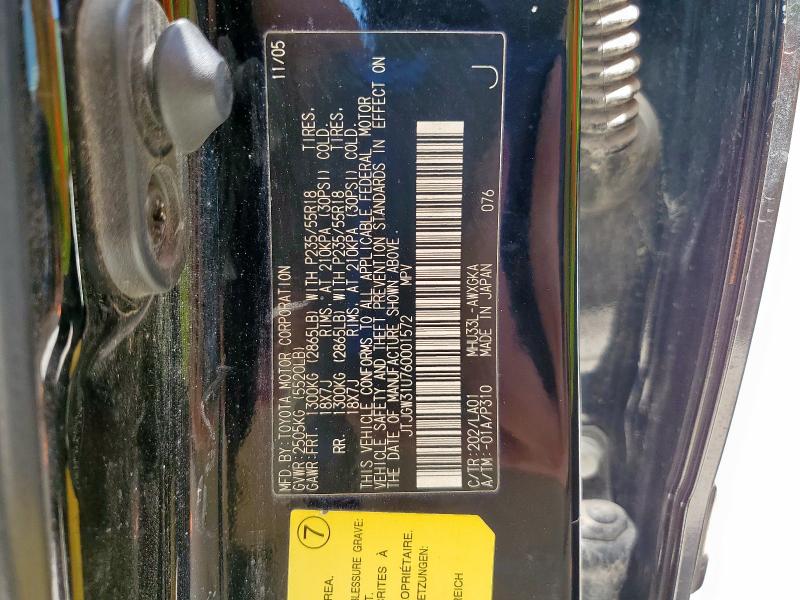 MFD.BY:TOYOTA MOTOR CORPORATION 11/05
GVWR:2505KG ( 5520LB)
GAWR:FRT. 1300KG (2865LB) WITH P235/55R18 TIRES,
18X7J RIMS: AT 210KPA (30PSI) COLD.
RR. 1300KG (2865LB) WITH P235/55R18 TIRES,
18X7J RIMS: AT 210KPA (30PSI) COLD.
THIS VEHICLE CONFORMS TO ALL APPLICABLE FEDERAL MOTOR
VEHICLE SAFETY AND THEFT PREVENTION STANDARDS IN EFFECT ON
THE DATE OF MANUFACTURE SHOWN ABOVE.
JTJGW31U760001572 MPV
C/TR:202/LA01 MHU33L-AWXGKA 076 J
A/TM:-01A/P310 MADE IN JAPAN
7
REA.
BLESSURE GRAVE:
RITES À
OPRIÉTAIRE.
ETZUNGEN:
REICH